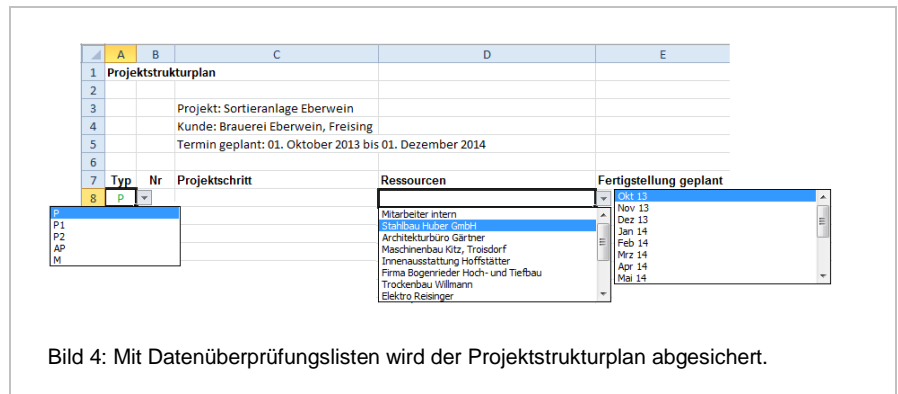 A B C D E
1 Projektstrukturplan
2
3 Projekt: Sortieranlage Eberwein
4 Kunde: Brauerei Eberwein, Freising
5 Termin geplant: 01. Oktober 2013 bis 01. Dezember 2014
6
7 Typ Nr Projektschritt Ressourcen Fertigstellung geplant
8 P
P
P1
P2
AP
M
Mitarbeiter intern
Stahlbau Huber GmbH
Architekturbüro Gärtner
Maschinenbau Kitz, Troisdorf
Innenausstattung Hoffstätter
Firma Bogenrieder Hoch- und Tiefbau
Trockenbau Willmann
Elektro Reisinger
Okt 13
Nov 13
Dez 13
Jan 14
Feb 14
Mrz 14
Apr 14
Mai 14
Bild 4: Mit Datenüberprüfungslisten wird der Projektstrukturplan abgesichert.